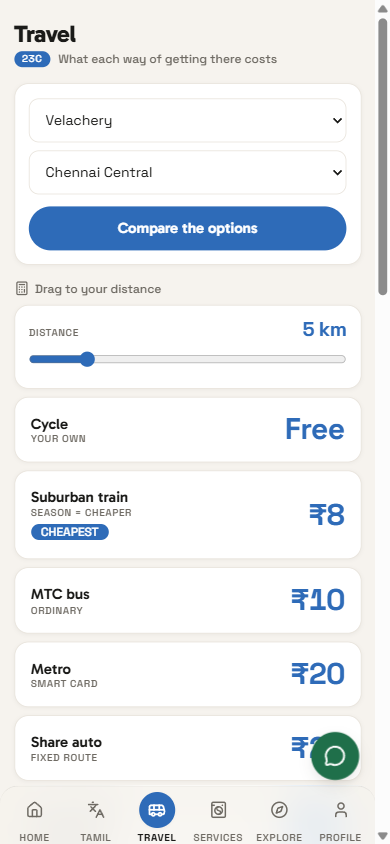 Travel
23C What each way of getting there costs
Velachery
Chennai Central
Compare the options
Drag to your distance
DISTANCE 5 km
Cycle
YOUR OWN
Free
Suburban train
SEASON = CHEAPER
CHEAPEST
₹8
MTC bus
ORDINARY
₹10
Metro
SMART CARD
₹20
Share auto
FIXED ROUTE
HOME TAMIL TRAVEL SERVICES EXPLORE PROFILE